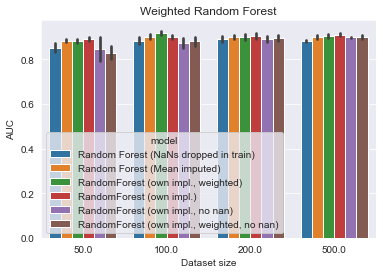 Weighted Random Forest
AUC
0.8
0.6
0.4
0.2
0.0
model
Random Forest (NaNs dropped in train)
Random Forest (Mean imputed)
RandomForest (own impl., weighted)
RandomForest (own impl.)
RandomForest (own impl., no nan)
RandomForest (own impl., weighted, no nan)
50.0 100.0 200.0 500.0
Dataset size